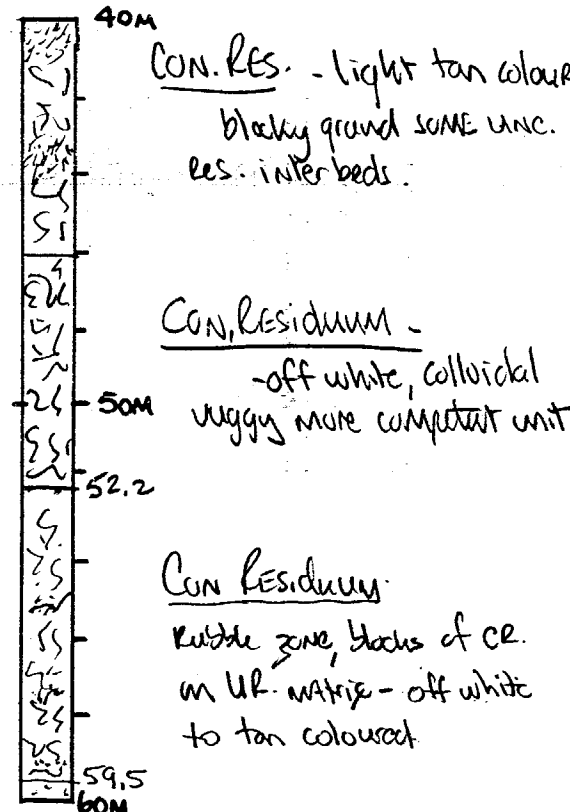 40M
CON. RES. - light tan colour
blocky ground SOME UNC.
Res. interbeds.
CON. RESIDUUM -
-off white, colloidal
50M
vuggy more competent unit
52.2
CON RESIDUUM.
Rubble zone, blocks of CR.
in UR. matrix - off white
to tan coloured
59.5
60M